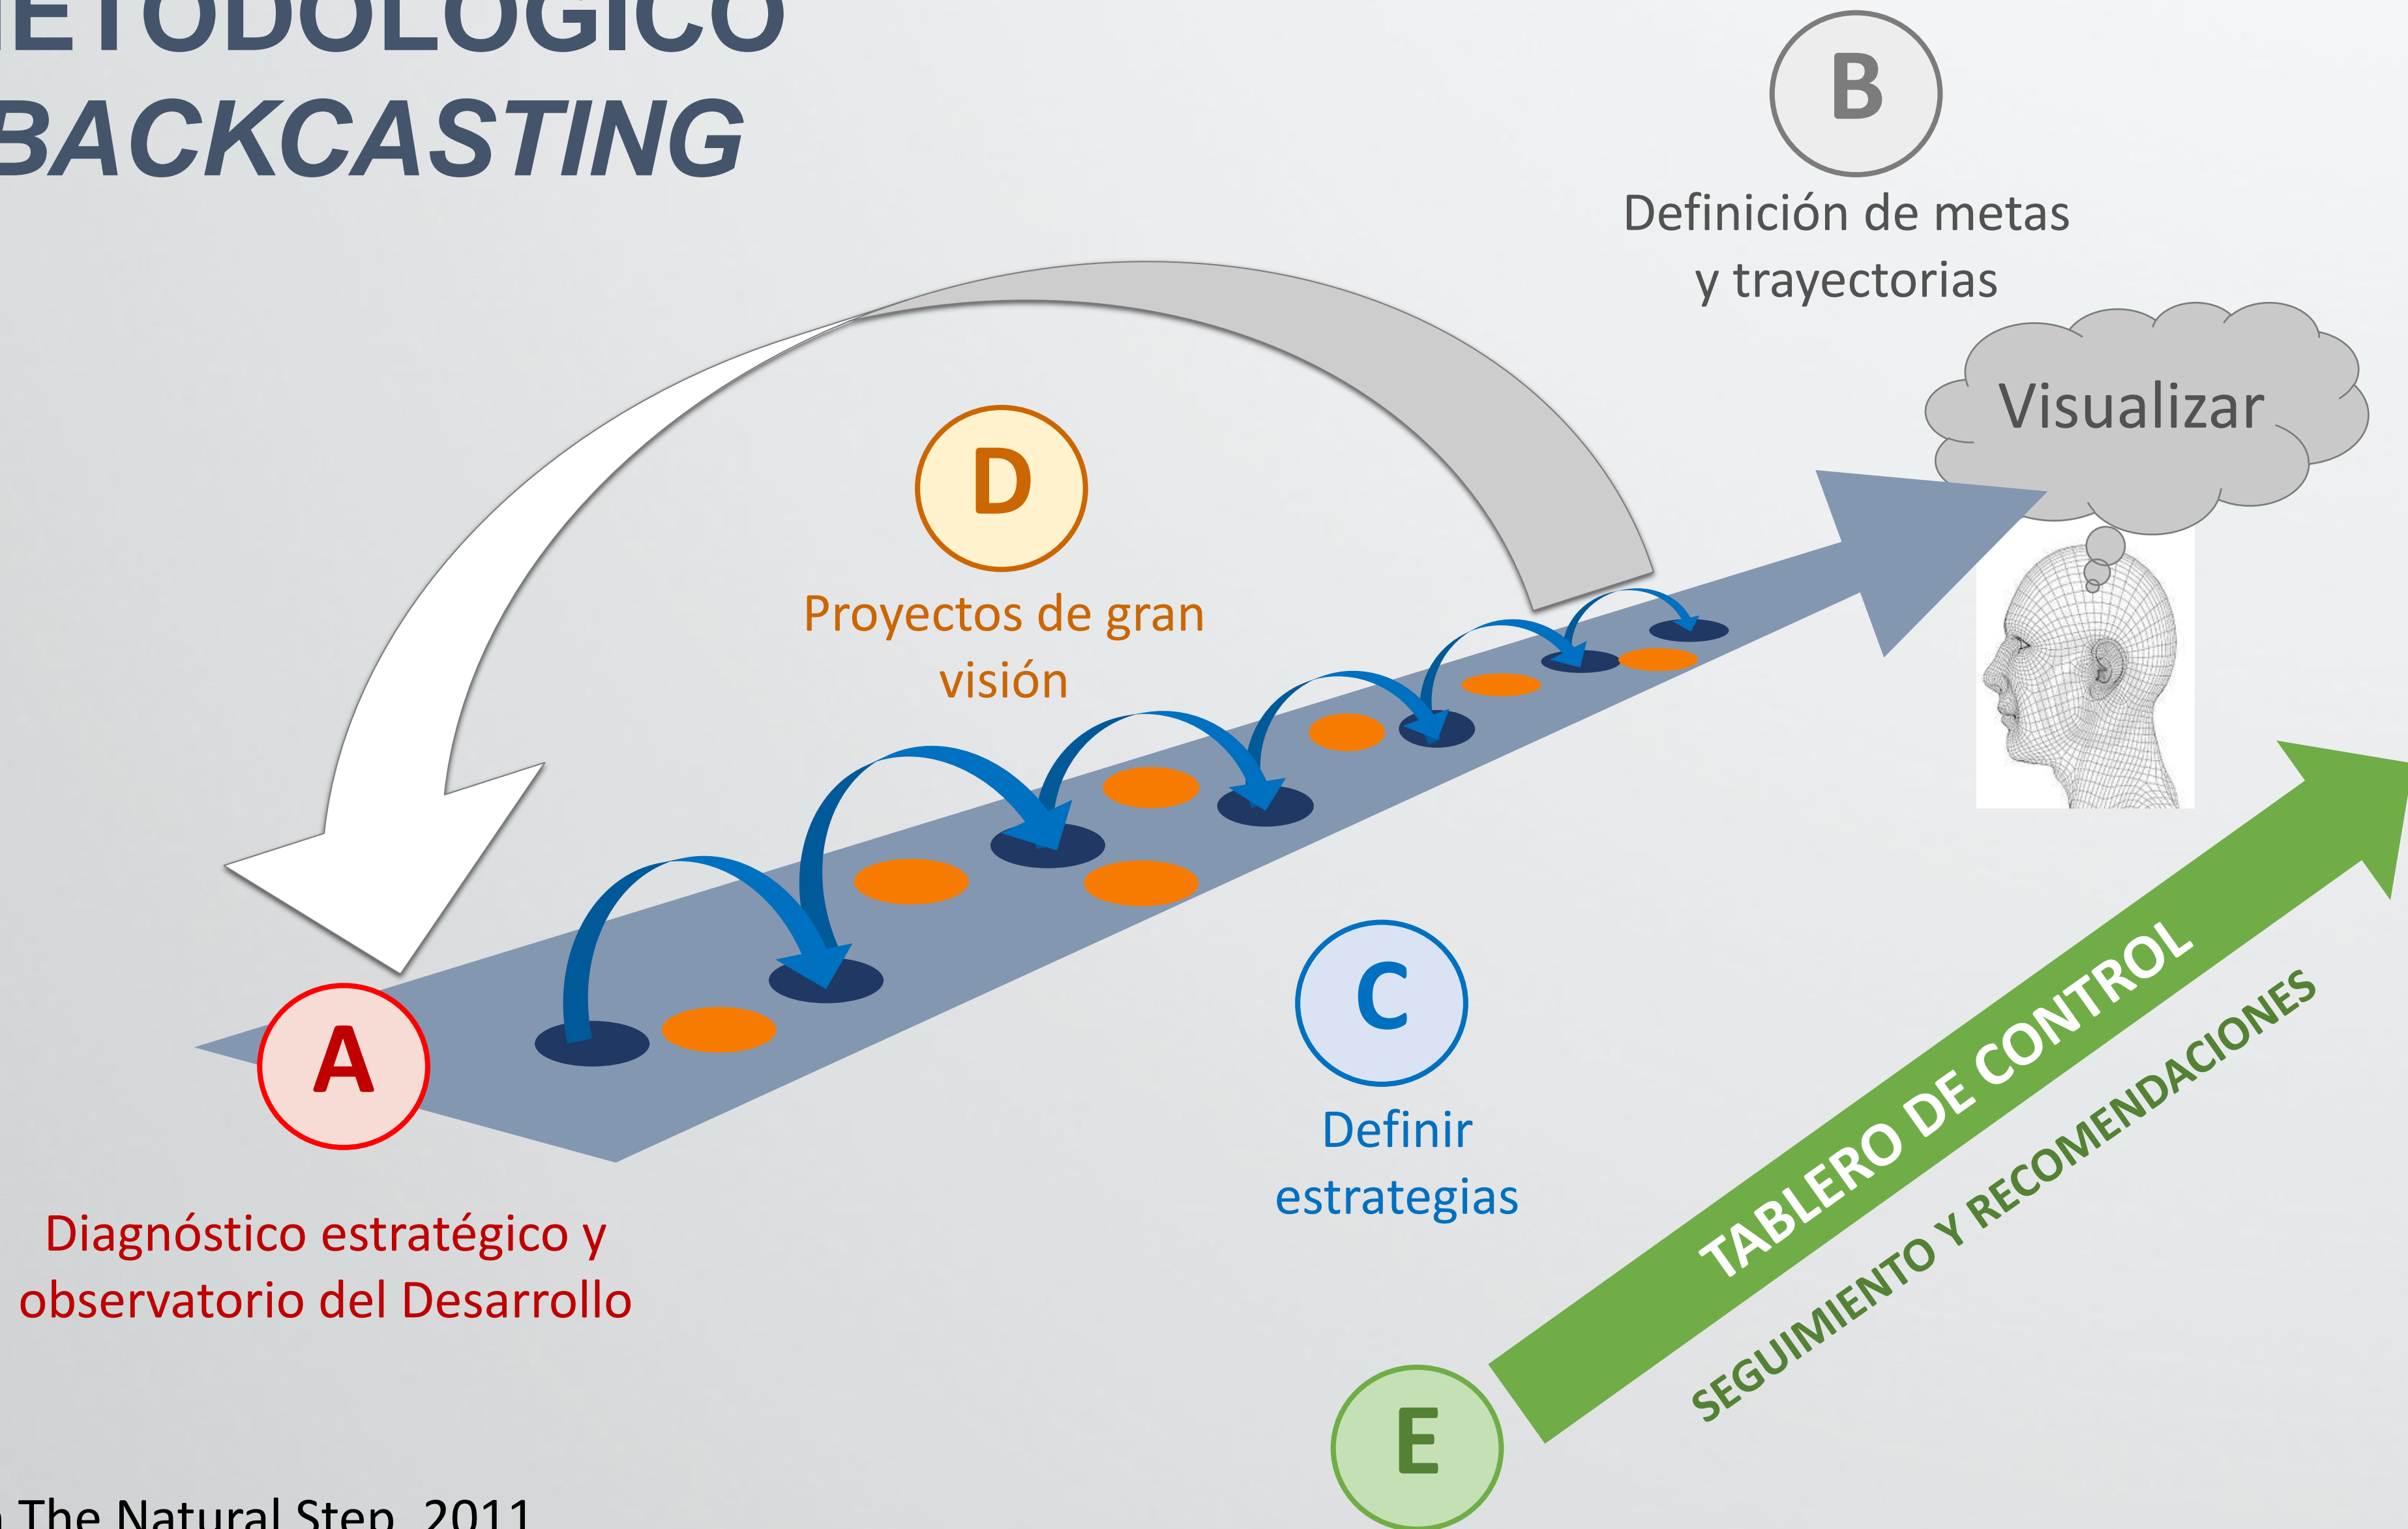 BACKCASTING
B
Definición de metas
y trayectorias
Visualizar
D
Proyectos de gran
visión
C
Definir
estrategias
A
Diagnóstico estratégico y
observatorio del Desarrollo
TABLERO DE CONTROL
SEGUIMIENTO Y RECOMENDACIONES
E
The Natural Step, 2011